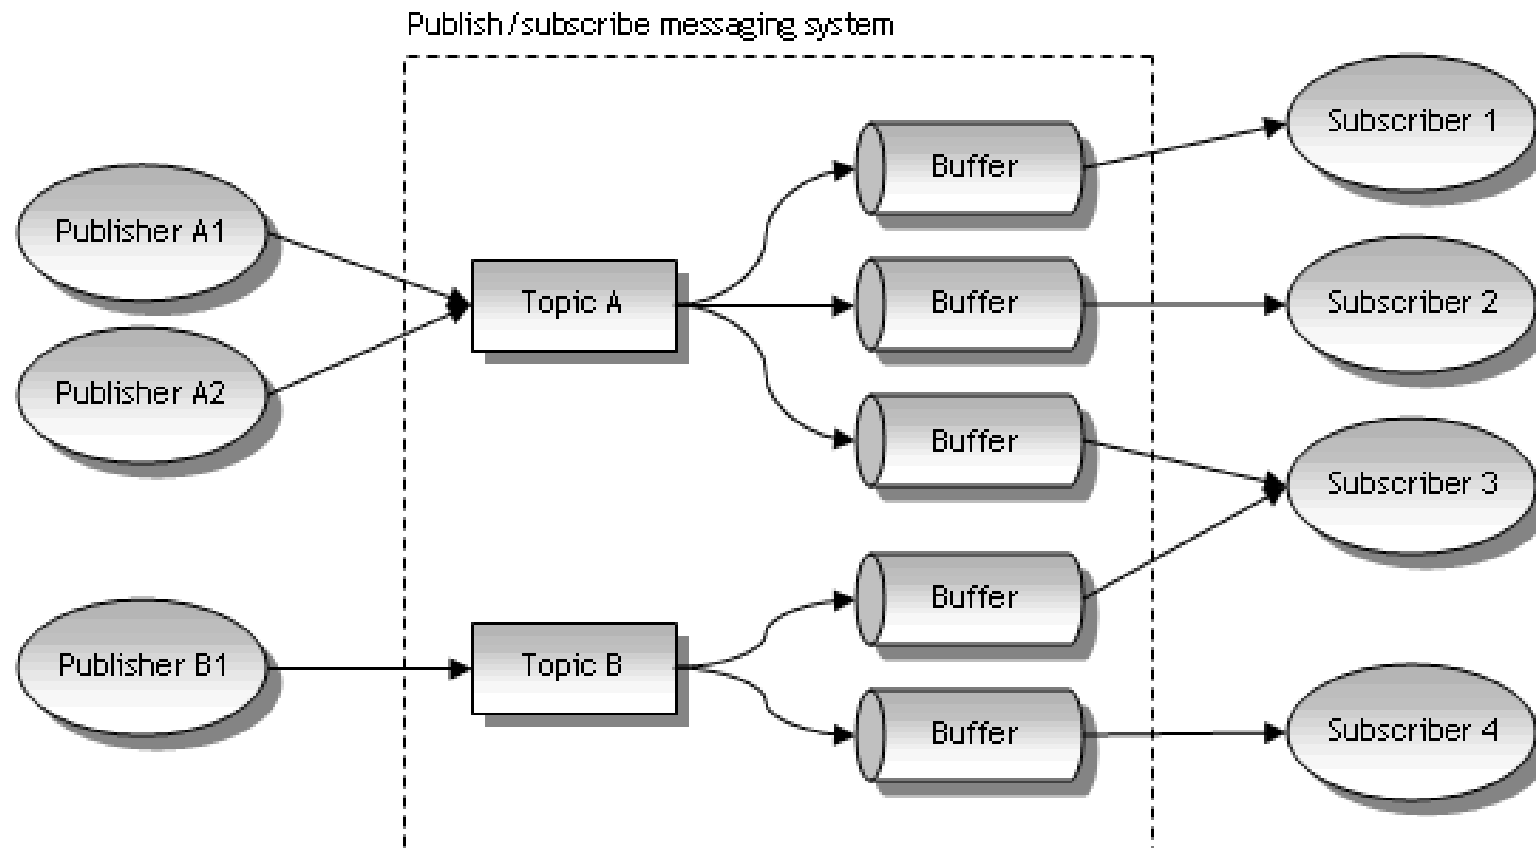 Publish/subscribe messaging system
Publisher A1
Publisher A2
Publisher B1
Topic A
Topic B
Buffer
Buffer
Buffer
Buffer
Buffer
Subscriber 1
Subscriber 2
Subscriber 3
Subscriber 4